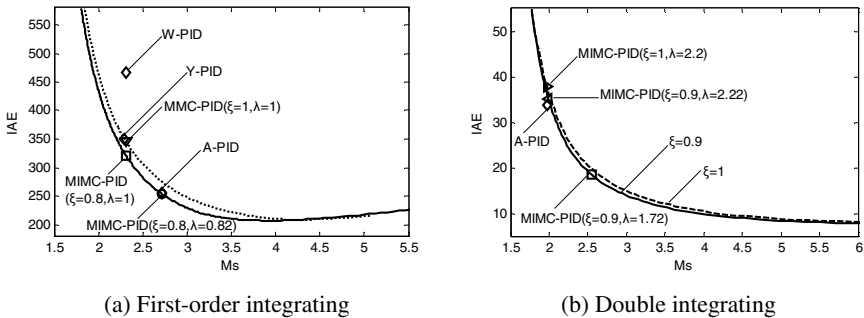 550
500
450
400
350
300
250
200
IAE
W-PID
Y-PID
MMC-PID(ξ=1,λ=1)
A-PID
MIMC-PID
(ξ=0.8,λ=1)
MIMC-PID(ξ=0.8,λ=0.82)
1.5 2 2.5 3 3.5 4 4.5 5 5.5
Ms
(a) First-order integrating
50
40
30
20
10
IAE
MIMC-PID(ξ=1,λ=2.2)
MIMC-PID(ξ=0.9,λ=2.22)
A-PID
ξ=0.9
ξ=1
MIMC-PID(ξ=0.9,λ=1.72)
1.5 2 2.5 3 3.5 4 4.5 5 5.5 6
Ms
(b) Double integrating